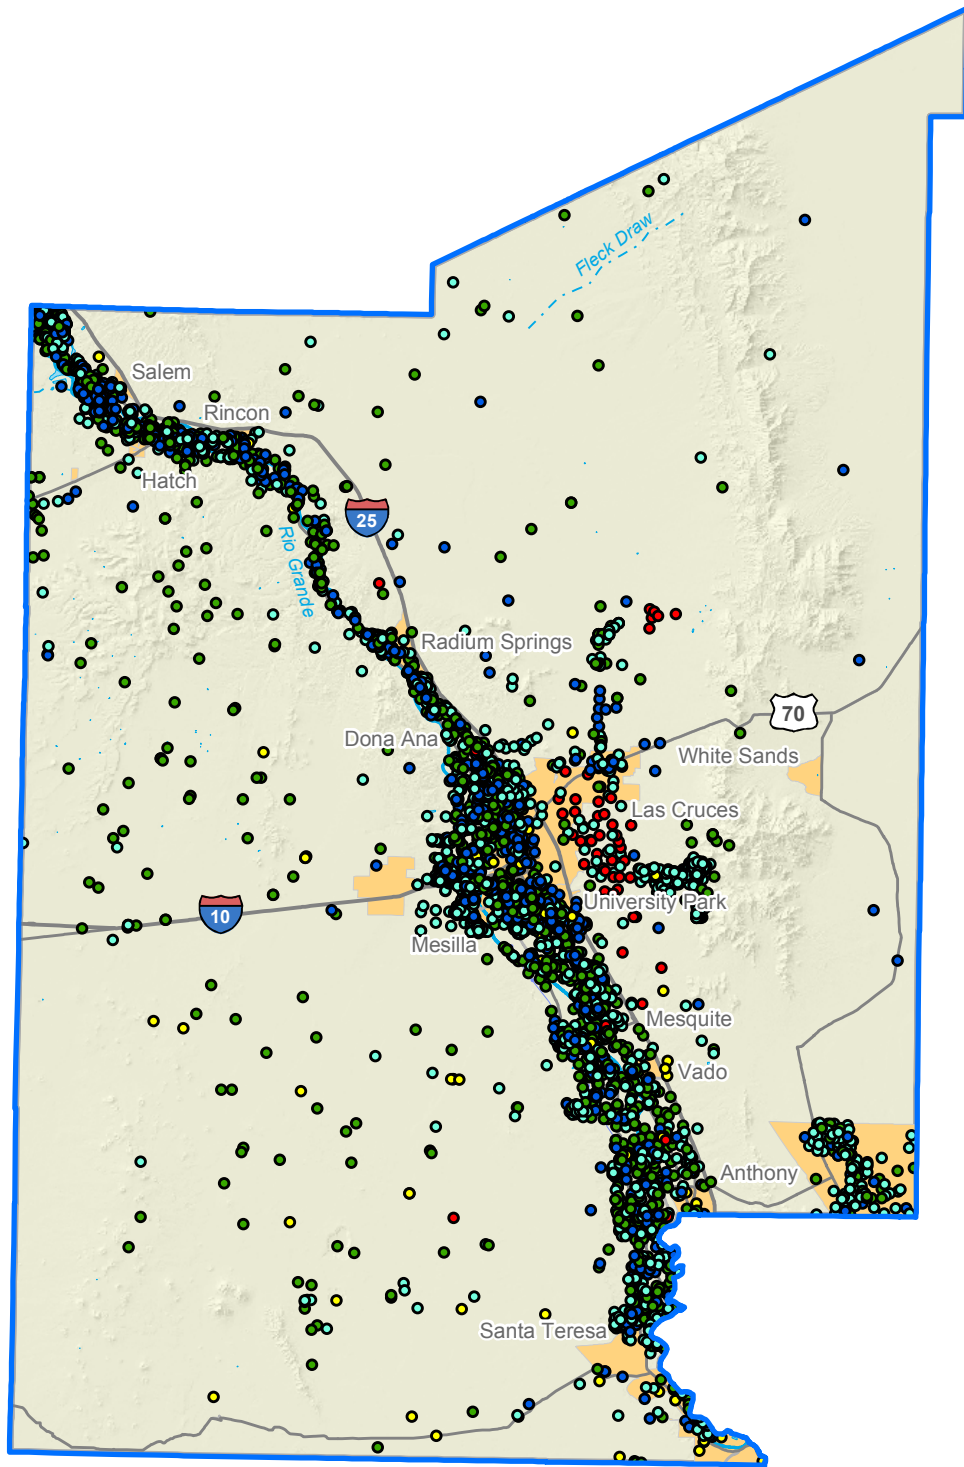 Fleck Draw
Salem
Rincon
Hatch
25
Rio Grande
Radium Springs
70
Dona Ana
White Sands
Las Cruces
University Park
10
Mesilla
Mesquite
Vado
Anthony
Santa Teresa